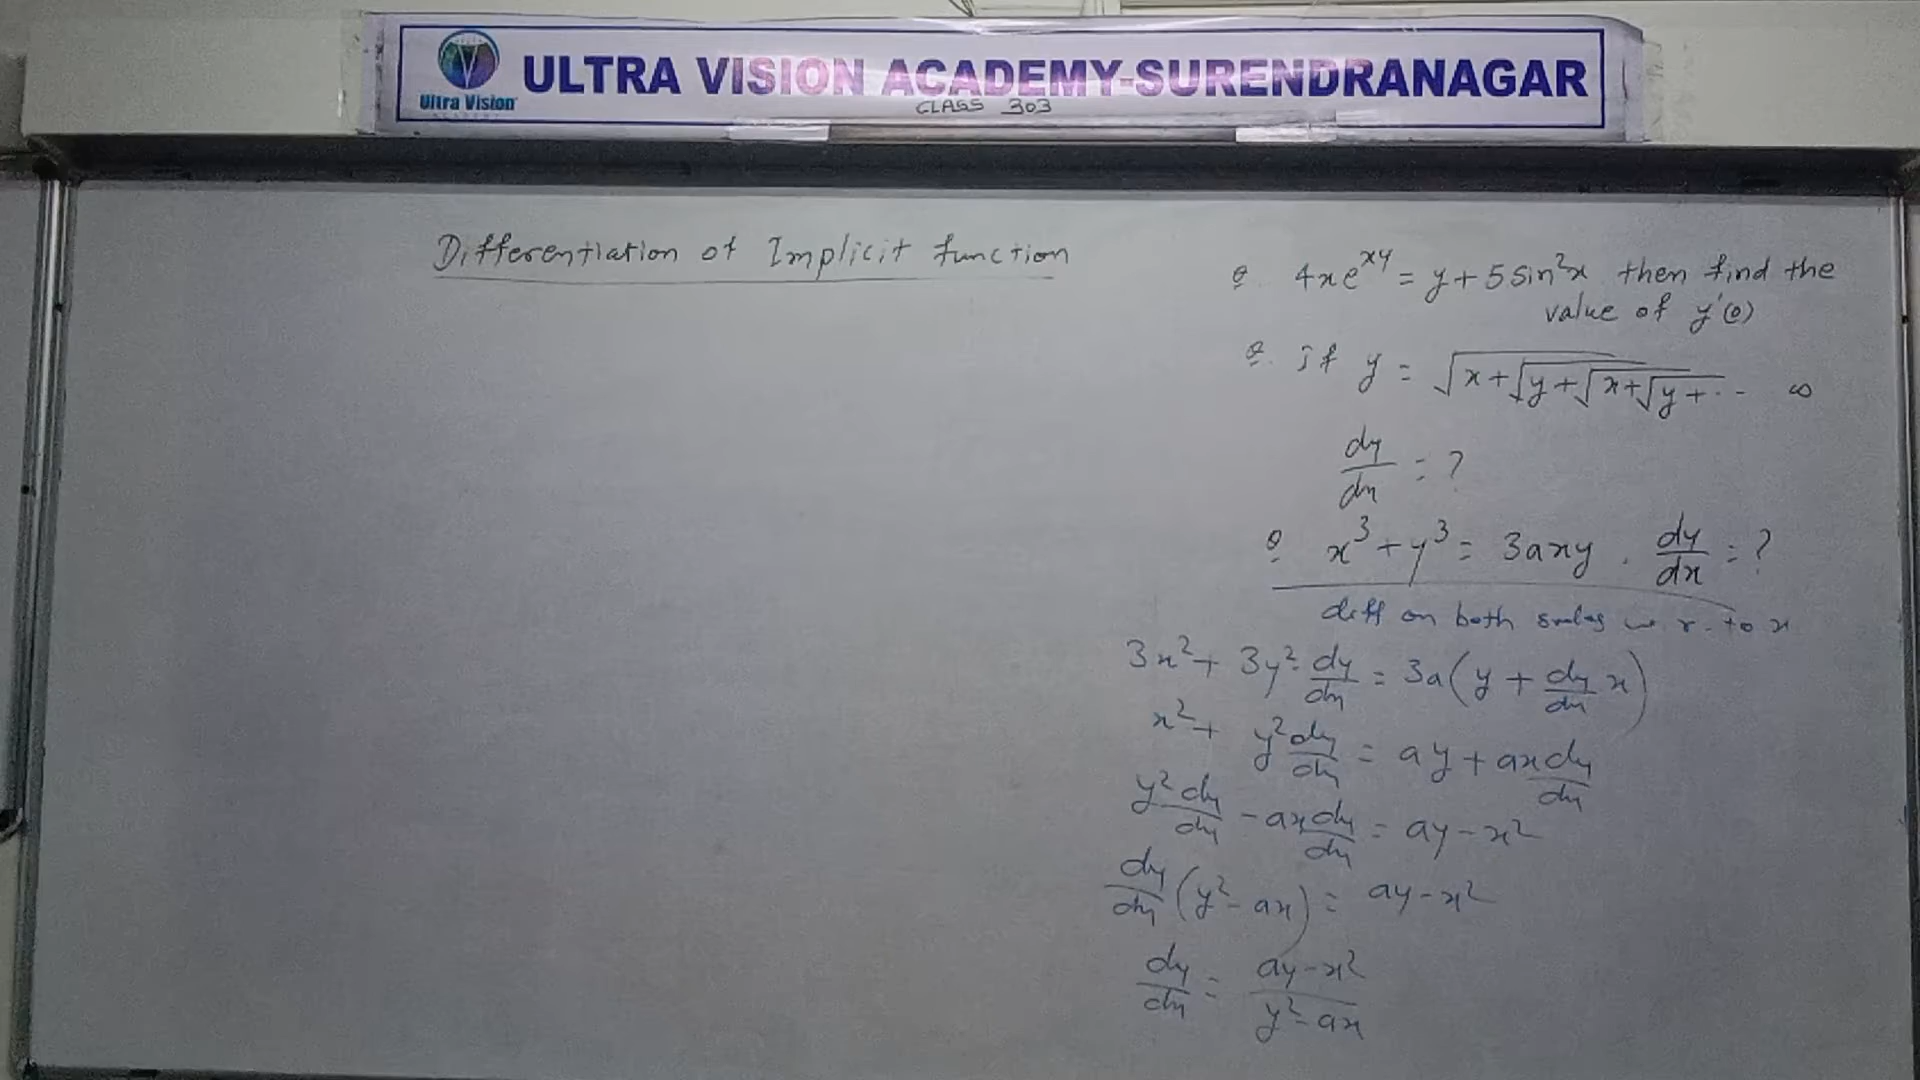 ULTRA VISION ACADEMY-SURENDRANAGAR
Ultra Vision
ACADEMY
CLASS 303
Differentiation of Implicit function
Q. 4xe^{xy} = y + 5 sin²x then find the
value of y'(0)
Q. if y = √(x+√(y+√(x+√(y+... ∞
dy/dx = ?
Q x³ + y³ = 3axy . dy/dx = ?
diff on both sides w r. to x
3x² + 3y² · dy/dx = 3a(y + dy/dx x)
x² + y² dy/dx = ay + ax dy/dx
y² dy/dx - ax dy/dx = ay - x²
dy/dx (y² - ax) = ay - x²
dy/dx = (ay - x²)/(y² - ax)